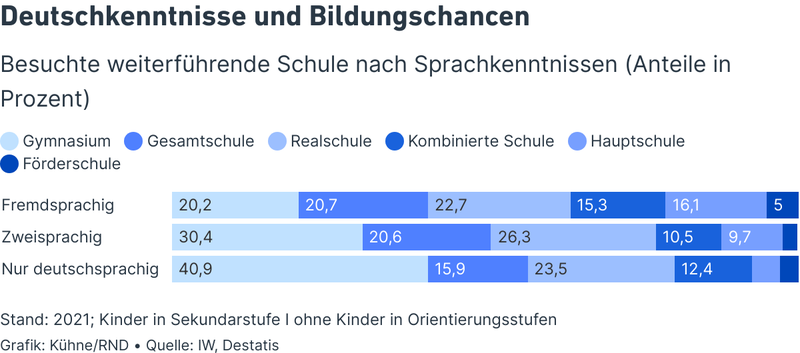 Deutschkenntnisse und Bildungschancen
Besuchte weiterführende Schule nach Sprachkenntnissen (Anteile in
Prozent)
Gymnasium Gesamtschule Realschule Kombinierte Schule Hauptschule
Förderschule
Fremdsprachig 20,2 20,7 22,7 15,3 16,1 5
Zweisprachig 30,4 20,6 26,3 10,5 9,7
Nur deutschsprachig 40,9 15,9 23,5 12,4
Stand: 2021; Kinder in Sekundarstufe I ohne Kinder in Orientierungsstufen
Grafik: Kühne/RND • Quelle: IW, Destatis